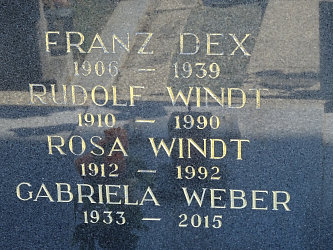 FRANZ DEX
1906 — 1939
RUDOLF WINDT
1910 — 1990
ROSA WINDT
1912 — 1992
GABRIELA WEBER
1933 — 2015